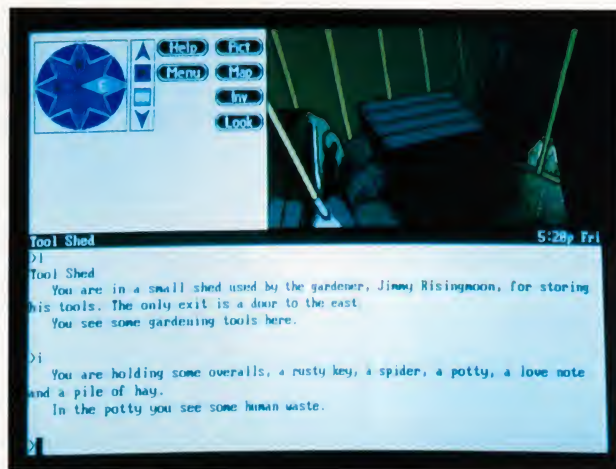 Help
Pict
Menu
Map
Inv
Look
Tool Shed 5:20p Fri
>l
Tool Shed
You are in a small shed used by the gardener, Jimmy Risingmoon, for storing
his tools. The only exit is a door to the east
You see some gardening tools here.
>i
You are holding some overalls, a rusty key, a spider, a potty, a love note
and a pile of hay.
In the potty you see some human waste.
>